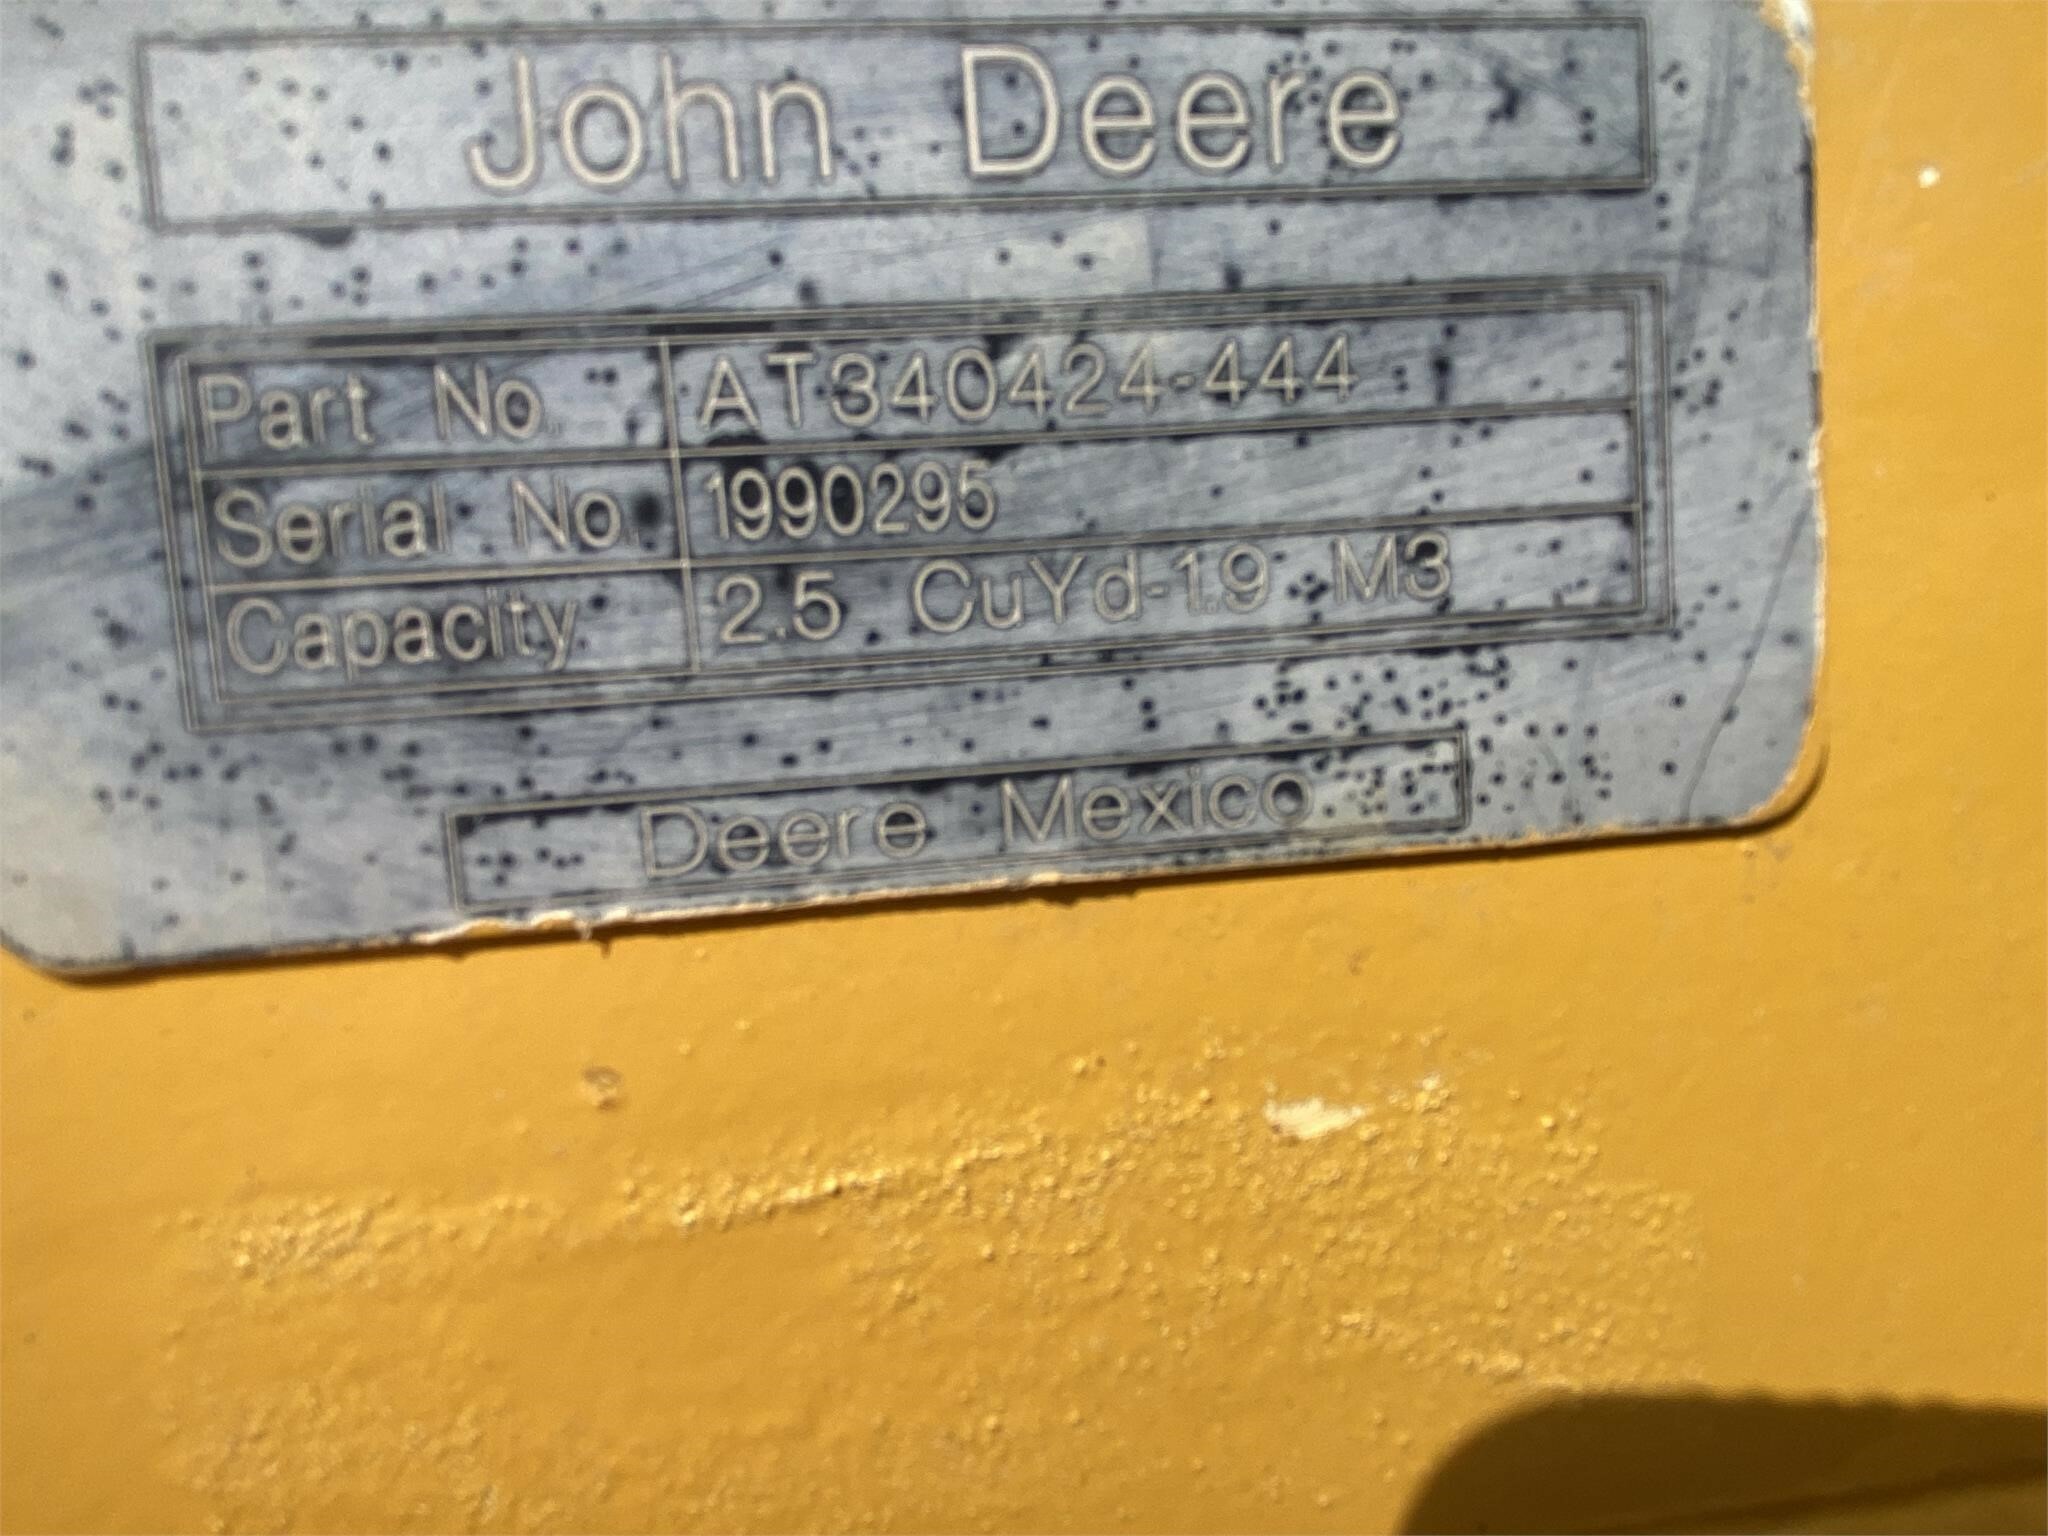 John Deere
Part No. AT340424-444
Serial No. 1990295
Capacity 2.5 CuYd-1.9 M3
Deere Mexico